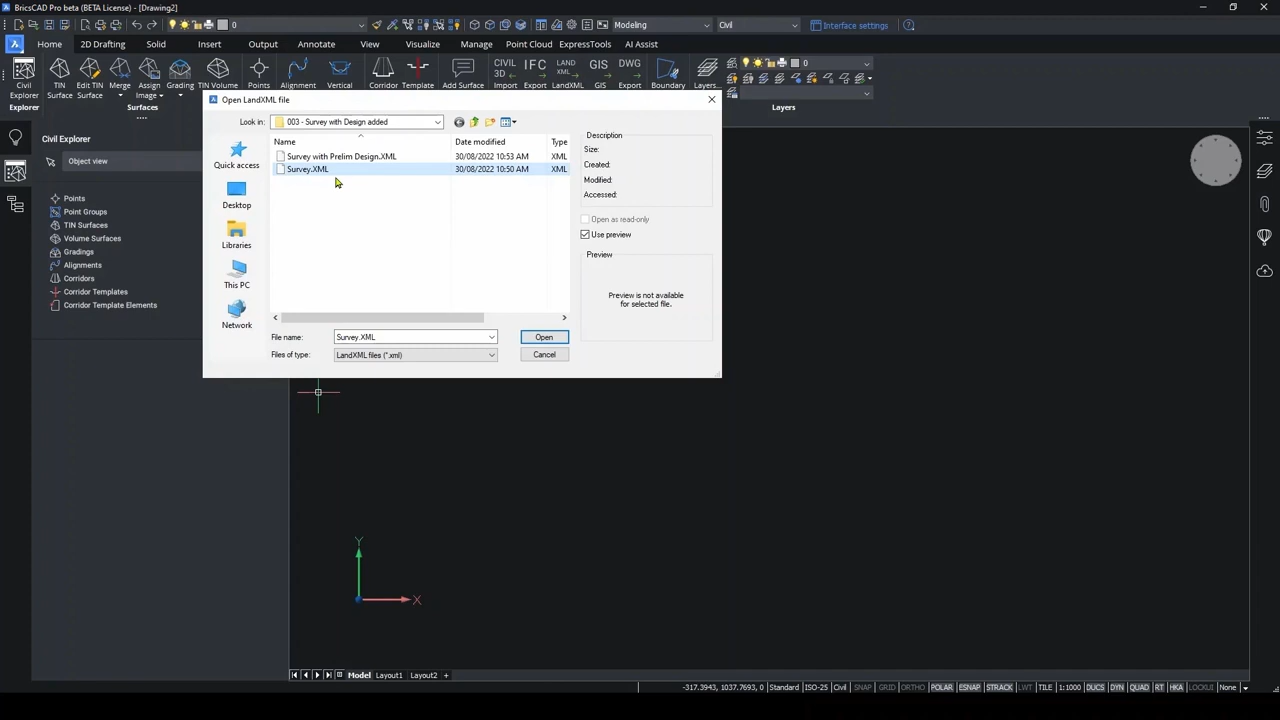 BricsCAD Pro beta (BETA License) - [Drawing2]
0 Modeling Civil Interface settings
Home 2D Drafting Solid Insert Output Annotate View Visualize Manage Point Cloud ExpressTools AI Assist
CIVIL 3D IFC LAND XML GIS DWG 0
Civil Explorer TIN Surface Edit TIN Surface Merge Grading TIN Volume Surface Assign Image Points Alignment Vertical Corridor Template Add Surface Import Export LandXML GIS Export Boundary Layers...
Explorer Surfaces Layers
Open LandXML file
Look in: 003 - Survey with Design added
Name Date modified Type
Survey with Prelim Design.XML 30/08/2022 10:53 AM XML
Survey.XML 30/08/2022 10:50 AM XML
Quick access
Desktop
Libraries
This PC
Network
Description
Size:
Created:
Modified:
Accessed:
Open as read-only
Use preview
Preview
Preview is not available
for selected file.
File name: Survey.XML Open
Files of type: LandXML files (*.xml) Cancel
Civil Explorer
Object view
Points
Point Groups
TIN Surfaces
Volume Surfaces
Gradings
Alignments
Corridors
Corridor Templates
Corridor Template Elements
Y
X
Model Layout1 Layout2 +
-317.3943, 1037.7693, 0 Standard ISO-25 Civil SNAP GRID ORTHO POLAR ESNAP STRACK LWT TILE 1:1000 DUCS DYN QUAD RT HKA LOCKUI None